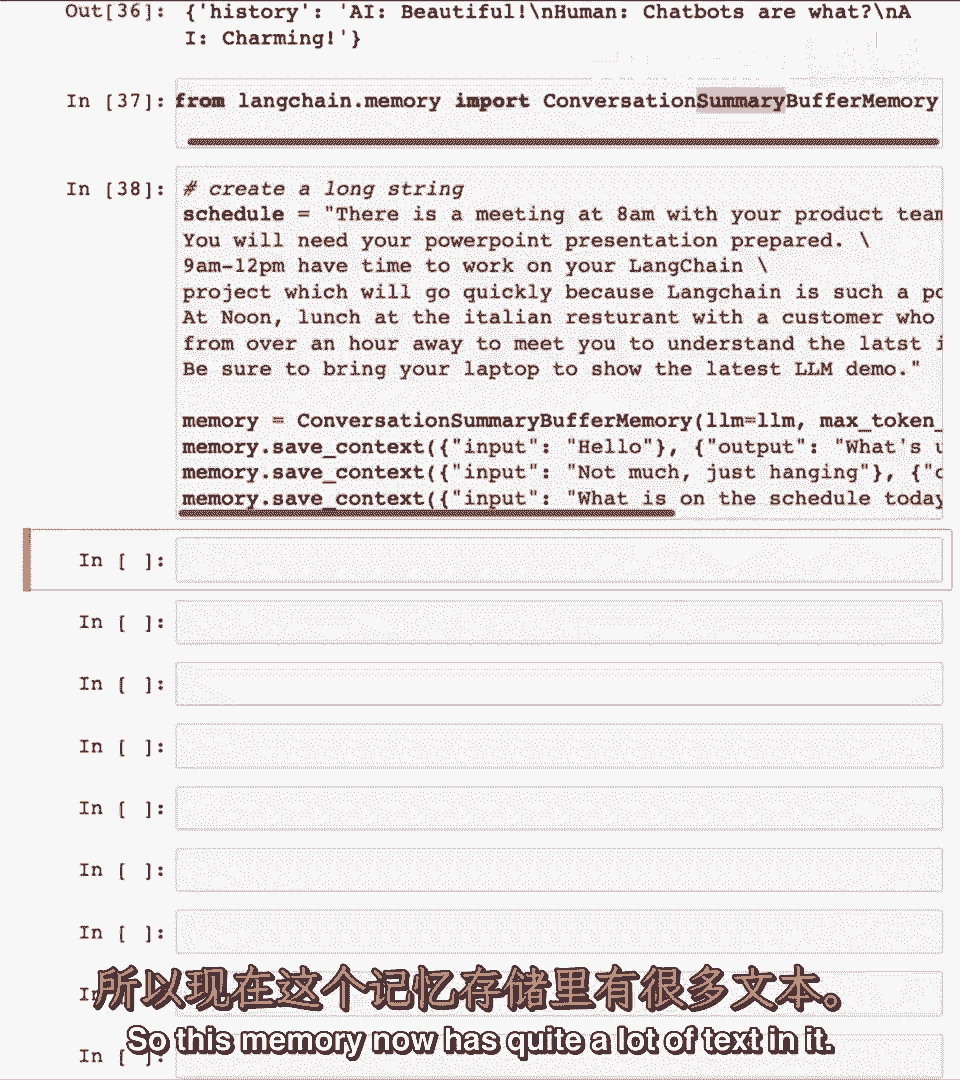 Out[36]: {'history': 'AI: Beautiful!\nHuman: Chatbots are what?\nA
I: Charming!'}
In [37]: from langchain.memory import ConversationSummaryBufferMemory
In [38]: # create a long string
schedule = "There is a meeting at 8am with your product team
You will need your powerpoint presentation prepared. \
9am-12pm have time to work on your LangChain \
project which will go quickly because Langchain is such a po
At Noon, lunch at the italian resturant with a customer who
from over an hour away to meet you to understand the latst i
Be sure to bring your laptop to show the latest LLM demo."
memory = ConversationSummaryBufferMemory(llm=llm, max_token_
memory.save_context({"input": "Hello"}, {"output": "What's u
memory.save_context({"input": "Not much, just hanging"}, {"o
memory.save_context({"input": "What is on the schedule today
In [ ]:
In [ ]:
In [ ]:
In [ ]:
In [ ]:
In [ ]:
In [ ]:
In [ ]:
所以现在这个记忆存储里有很多文本。
So this memory now has quite a lot of text in it.
In [ ]: